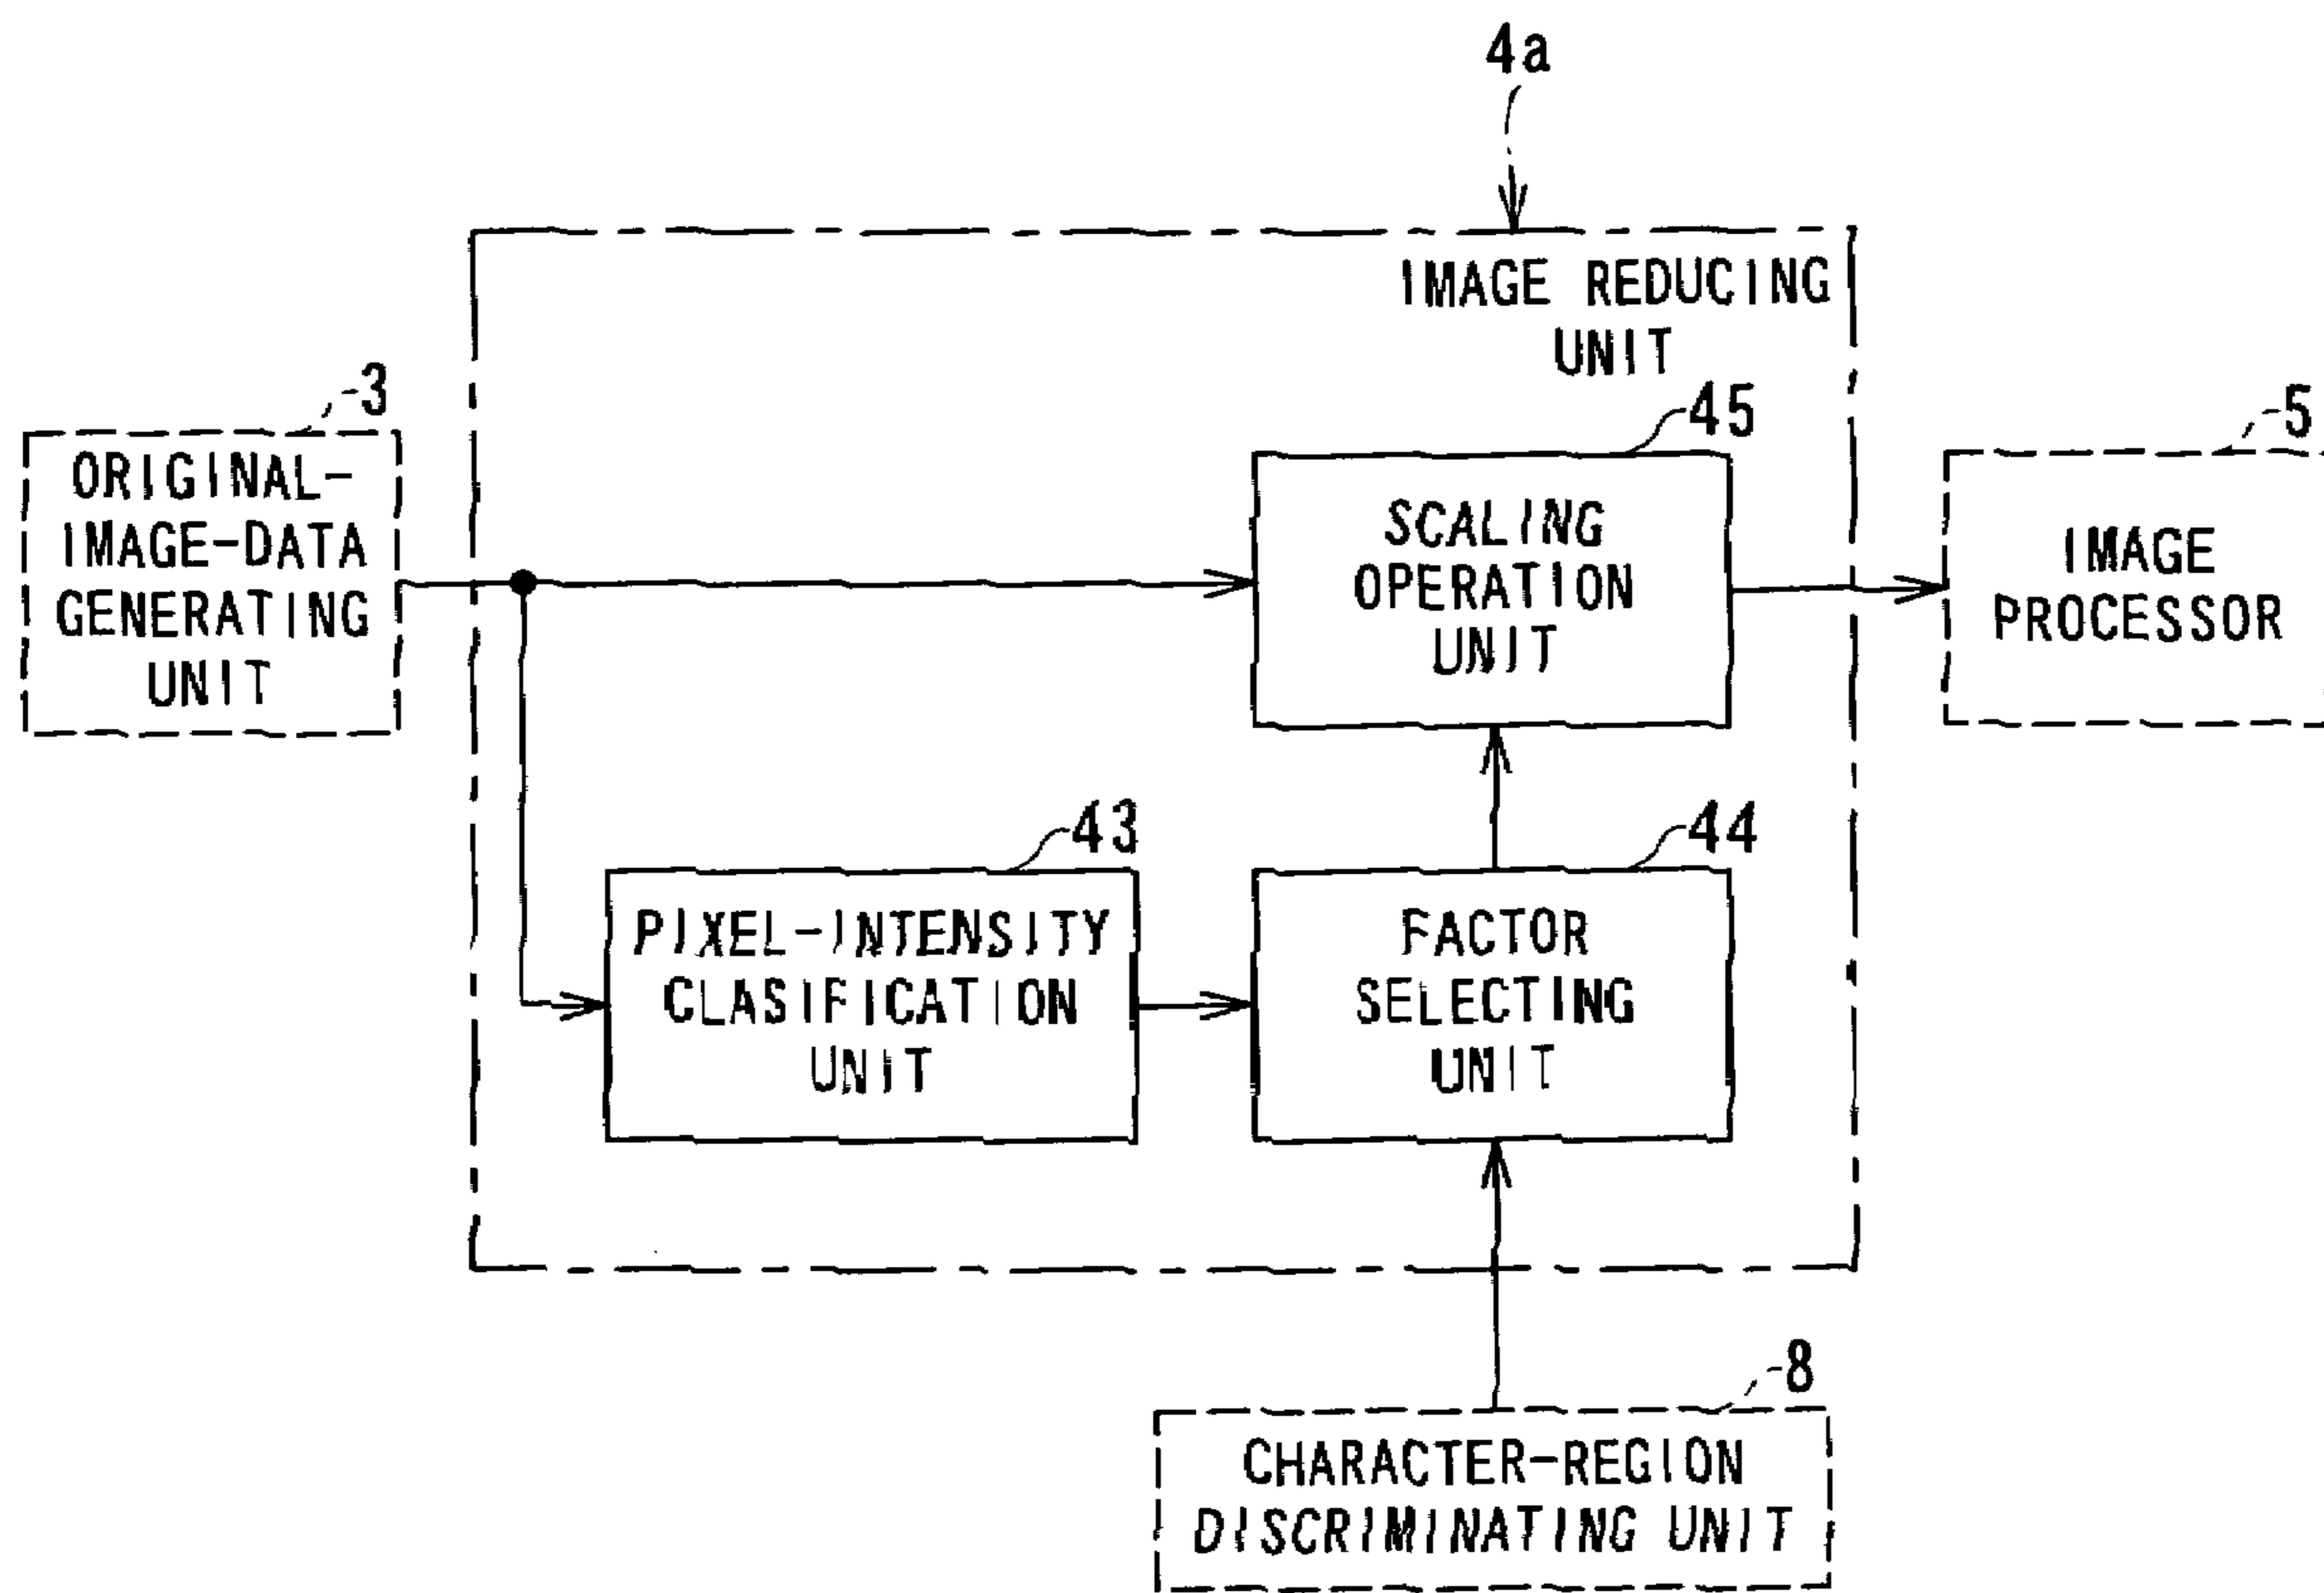 4a
IMAGE REDUCING
UNIT
3
ORIGINAL-
IMAGE-DATA
GENERATING
UNIT
45
SCALING
OPERATION
UNIT
5
IMAGE
PROCESSOR
43
PIXEL-INTENSITY
CLASIFICATION
UNIT
44
FACTOR
SELECTING
UNIT
8
CHARACTER-REGION
DISCRIMINATING UNIT